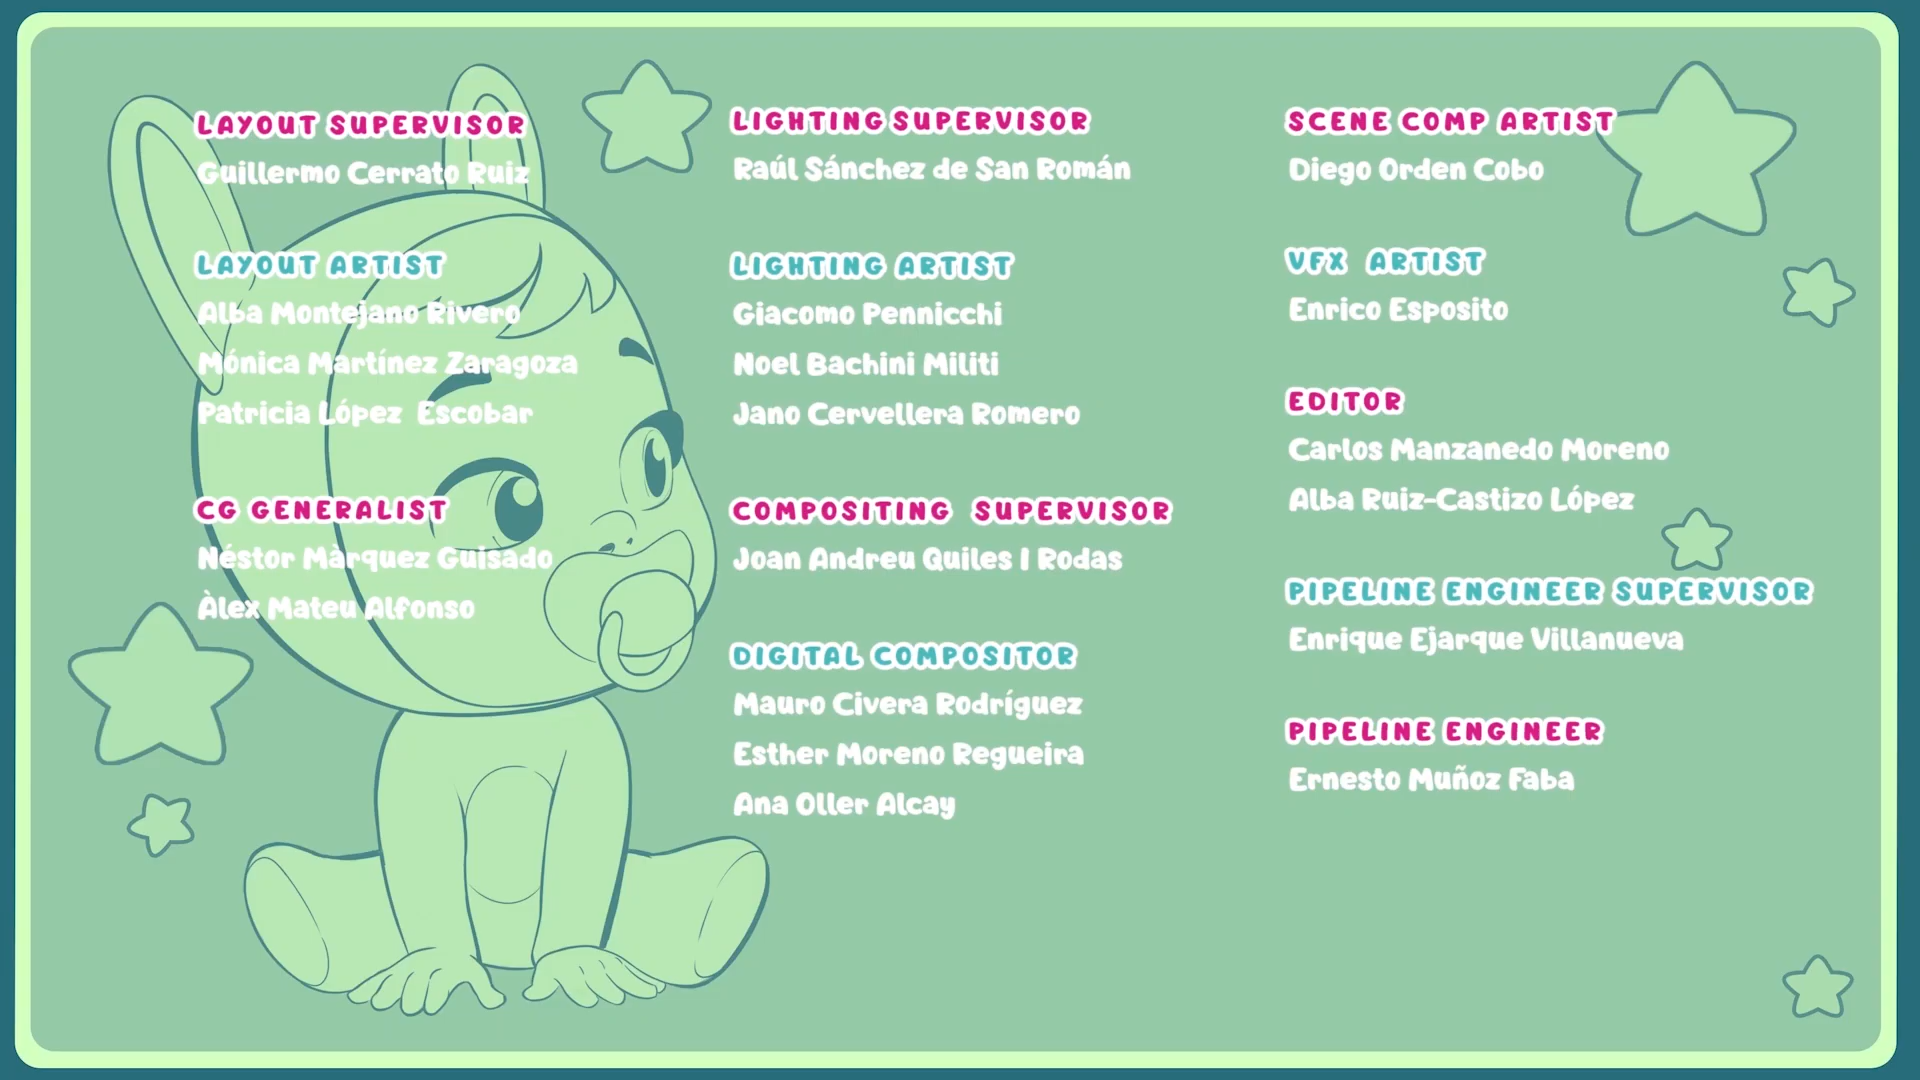 LAYOUT SUPERVISOR
Guillermo Cerrato Ruiz
LAYOUT ARTIST
Alba Montejano Rivero
Mónica Martínez Zaragoza
Patricia López Escobar
CG GENERALIST
Néstor Màrquez Guisado
Àlex Mateu Alfonso
LIGHTING SUPERVISOR
Raúl Sánchez de San Román
LIGHTING ARTIST
Giacomo Pennicchi
Noel Bachini Militi
Jano Cervellera Romero
COMPOSITING SUPERVISOR
Joan Andreu Quiles I Rodas
DIGITAL COMPOSITOR
Mauro Civera Rodríguez
Esther Moreno Regueira
Ana Oller Alcay
SCENE COMP ARTIST
Diego Orden Cobo
VFX ARTIST
Enrico Esposito
EDITOR
Carlos Manzanedo Moreno
Alba Ruiz-Castizo López
PIPELINE ENGINEER SUPERVISOR
Enrique Ejarque Villanueva
PIPELINE ENGINEER
Ernesto Muñoz Faba